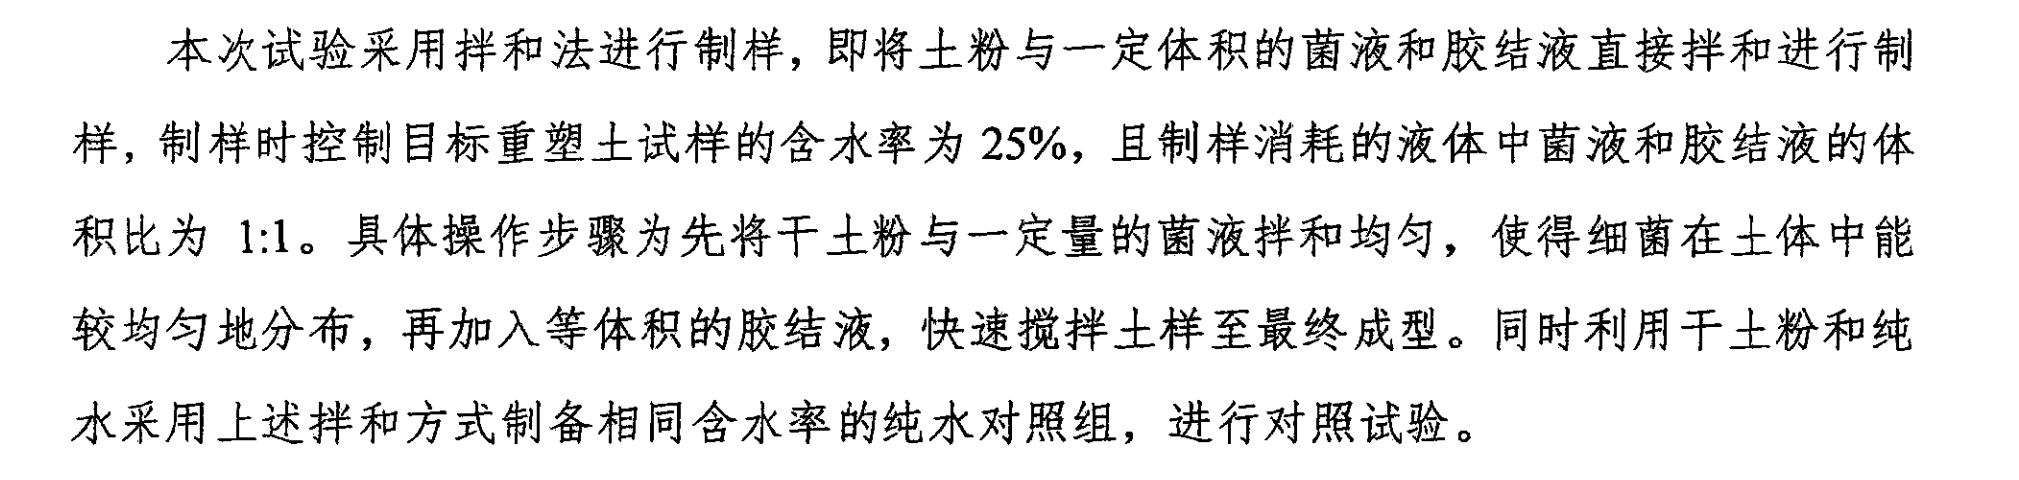 本次试验采用拌和法进行制样，即将土粉与一定体积的菌液和胶结液直接拌和进行制
样，制样时控制目标重塑土试样的含水率为 25%，且制样消耗的液体中菌液和胶结液的体
积比为 1:1。具体操作步骤为先将干土粉与一定量的菌液拌和均匀，使得细菌在土体中能
较均匀地分布，再加入等体积的胶结液，快速搅拌土样至最终成型。同时利用干土粉和纯
水采用上述拌和方式制备相同含水率的纯水对照组，进行对照试验。